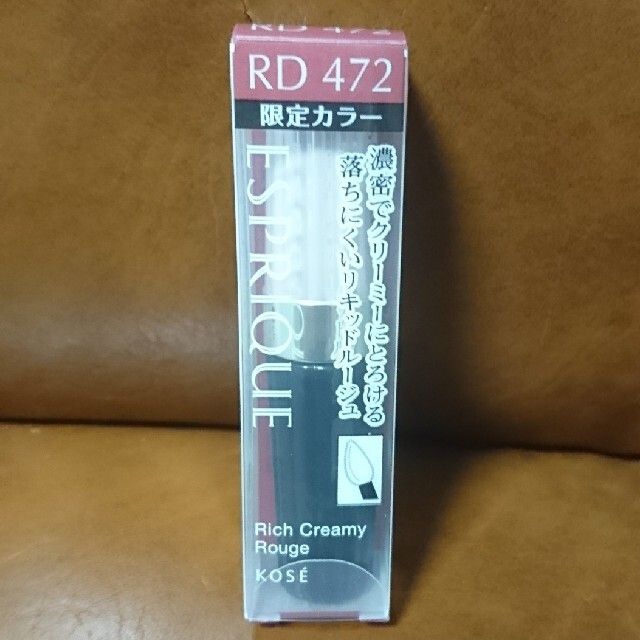 RD 472
RD 472
限定カラー
ESPRIQUE
濃密でクリーミーにとろける
落ちにくいリキッドルージュ
Rich Creamy
Rouge
KOSÉ